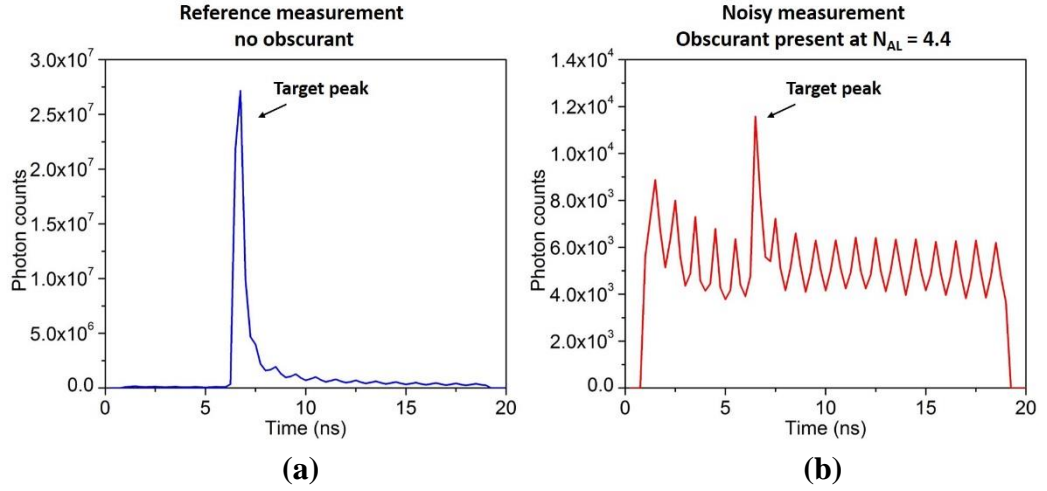 Reference measurement
no obscurant
3.0x10⁷
2.5x10⁷
2.0x10⁷
1.5x10⁷
1.0x10⁷
5.0x10⁶
0.0
Photon counts
Target peak
0 5 10 15 20
Time (ns)
(a)
Noisy measurement
Obscurant present at N_AL = 4.4
1.4x10⁴
1.2x10⁴
1.0x10⁴
8.0x10³
6.0x10³
4.0x10³
2.0x10³
0.0
Photon counts
Target peak
0 5 10 15 20
Time (ns)
(b)